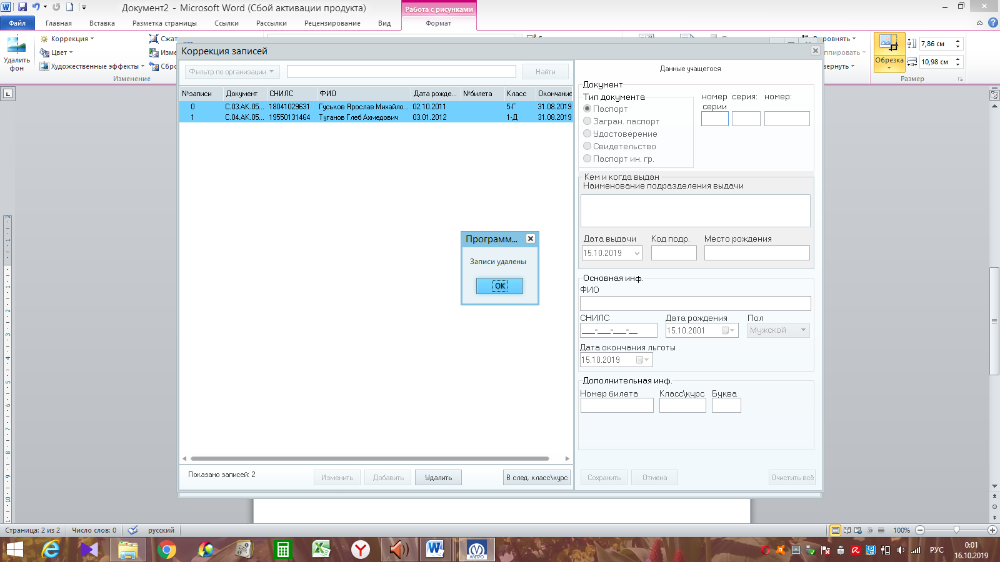 Документ2 - Microsoft Word (Сбой активации продукта)
Работа с рисунками
Файл
Главная
Вставка
Разметка страницы
Ссылки
Рассылки
Рецензирование
Вид
Формат
Удалить фон
Коррекция
Цвет
Художественные эффекты
Сжат
Изме
Сбро
Изменение
Обрезка
7,86 см
10,98 см
Размер
Коррекция записей
Фильтр по организации
Найти
№записи Документ СНИЛС ФИО Дата рожде... №билета Класс Окончание
0 С.03.АК.05... 18041029631 Гуськов Ярослав Михайло... 02.10.2011 5-Г 31.08.2019
1 С.04.АК.05... 19550131464 Туганов Глеб Ахмедович 03.01.2012 1-Д 31.08.2019
Программ...
Записи удалены
ОК
Показано записей: 2
Изменить
Добавить
Удалить
В след. класс\курс
Данные учащегося
Документ
Тип документа
Паспорт
Загран. паспорт
Удостоверение
Свидетельство
Паспорт ин. гр.
номер серии
серия:
номер:
Кем и когда выдан
Наименование подразделения выдачи
Дата выдачи
Код подр.
Место рождения
15.10.2019
Основная инф.
ФИО
СНИЛС
Дата рождения
Пол
___-___-___-__
15.10.2001
Мужской
Дата окончания льготы
15.10.2019
Дополнительная инф.
Номер билета
Класс\курс
Буква
Сохранить
Отмена
Очистить всё
Страница: 2 из 2
Число слов: 0
русский
100%
МЕТРО
РУС
0:01
16.10.2019